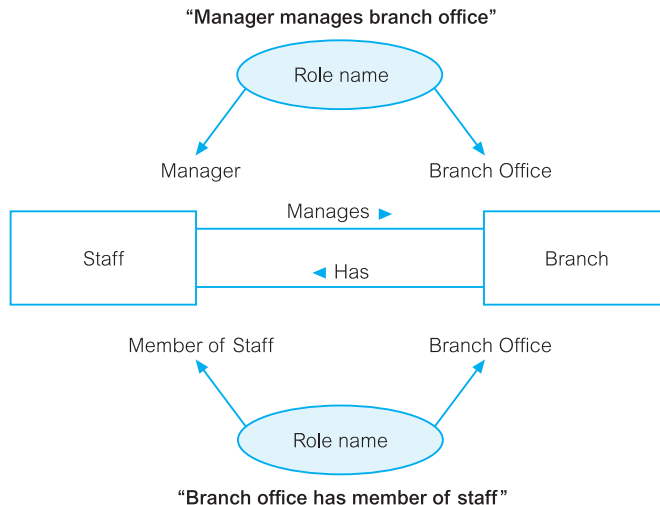 “Manager manages branch office”
Role name
Manager
Branch Office
Manages ►
Staff
Branch
◄ Has
Member of Staff
Branch Office
Role name
“Branch office has member of staff”